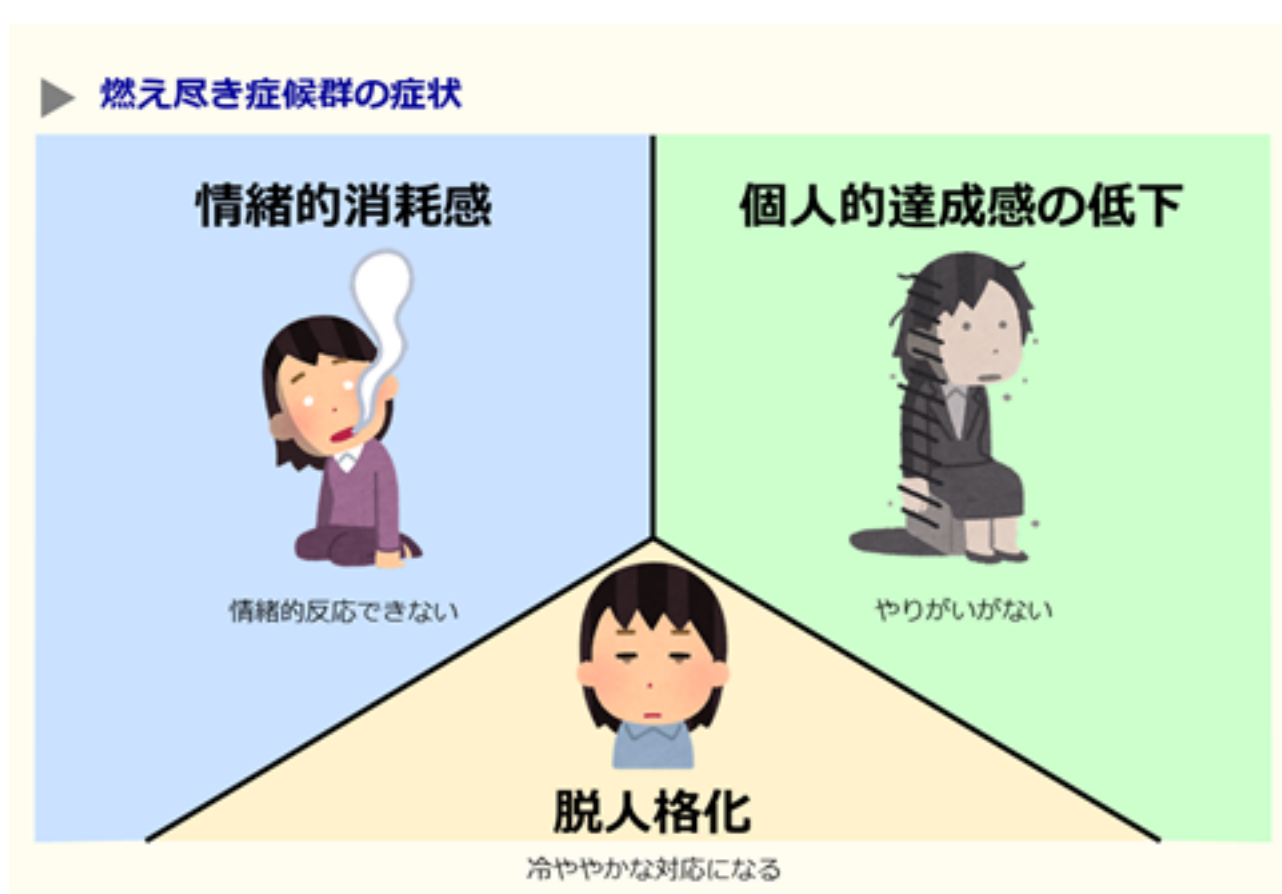 燃え尽き症候群の症状
情緒的消耗感
個人的達成感の低下
情緒的反応できない
やりがいがない
脱人格化
冷ややかな対応になる